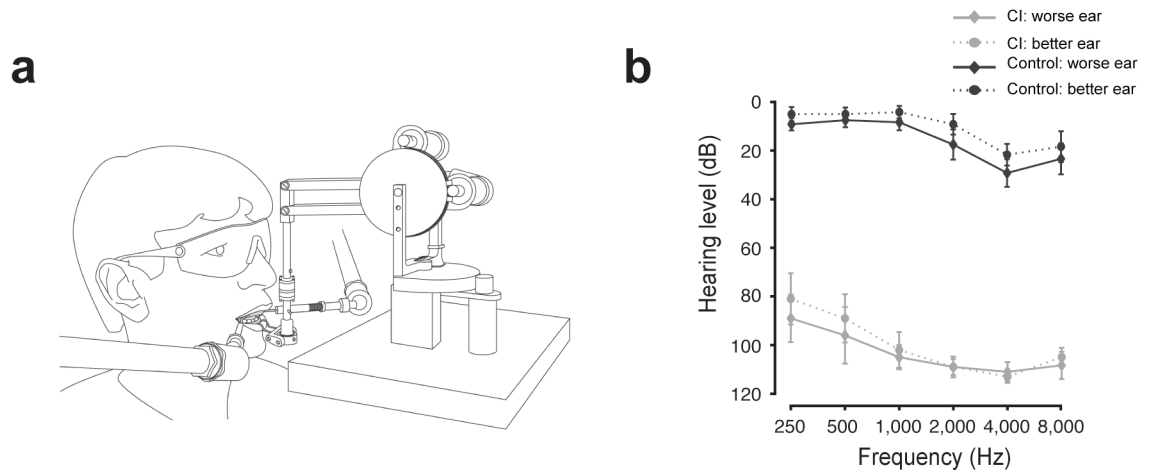 a
b
CI: worse ear
CI: better ear
Control: worse ear
Control: better ear
Hearing level (dB)
0
20
40
60
80
100
120
250 500 1,000 2,000 4,000 8,000
Frequency (Hz)